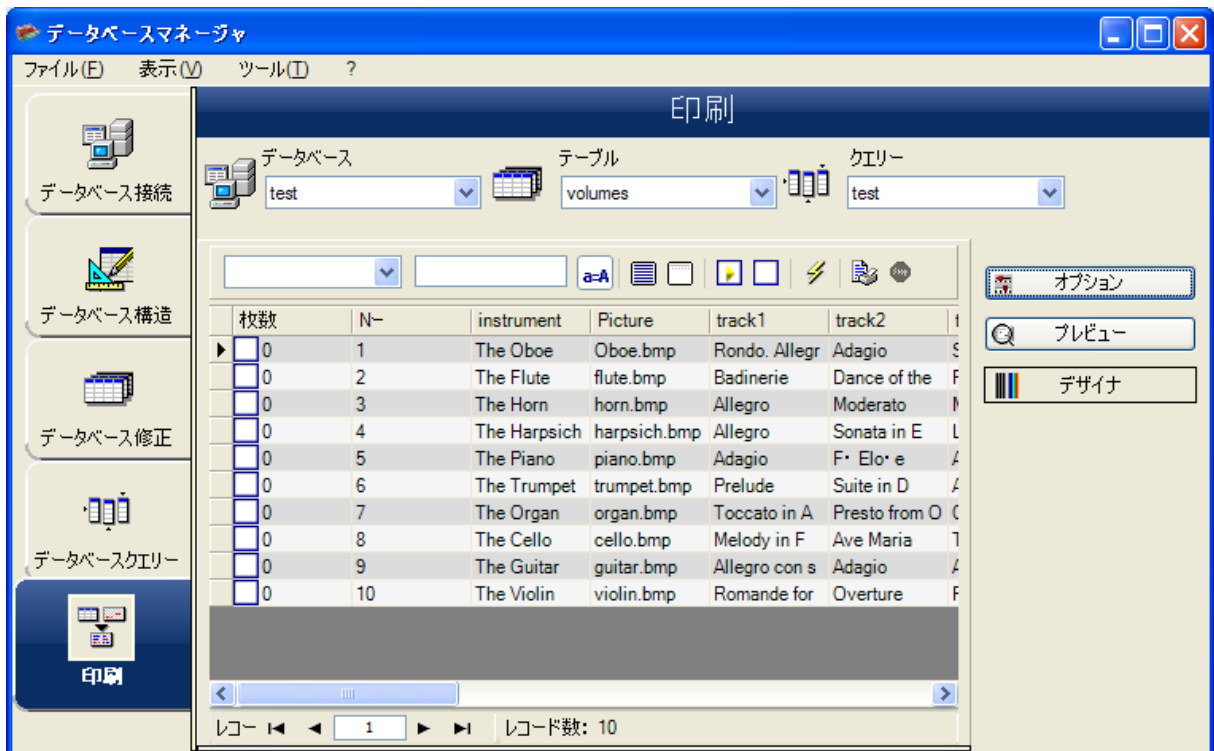 データベースマネージャ
ファイル(F) 表示(V) ツール(T) ?
印刷
データベース接続
データベース構造
データベース修正
データベースクエリー
印刷
データベース テーブル クエリー
test volumes test
a=A
枚数 N~ instrument Picture track1 track2
0 1 The Oboe Oboe.bmp Rondo. Allegr Adagio
0 2 The Flute flute.bmp Badinerie Dance of the
0 3 The Horn horn.bmp Allegro Moderato
0 4 The Harpsich harpsich.bmp Allegro Sonata in E
0 5 The Piano piano.bmp Adagio F・ Elo・ e
0 6 The Trumpet trumpet.bmp Prelude Suite in D
0 7 The Organ organ.bmp Toccato in A Presto from O
0 8 The Cello cello.bmp Melody in F Ave Maria
0 9 The Guitar guitar.bmp Allegro con s Adagio
0 10 The Violin violin.bmp Romande for Overture
レコー 1 レコード数: 10
オプション
プレビュー
デザイナ